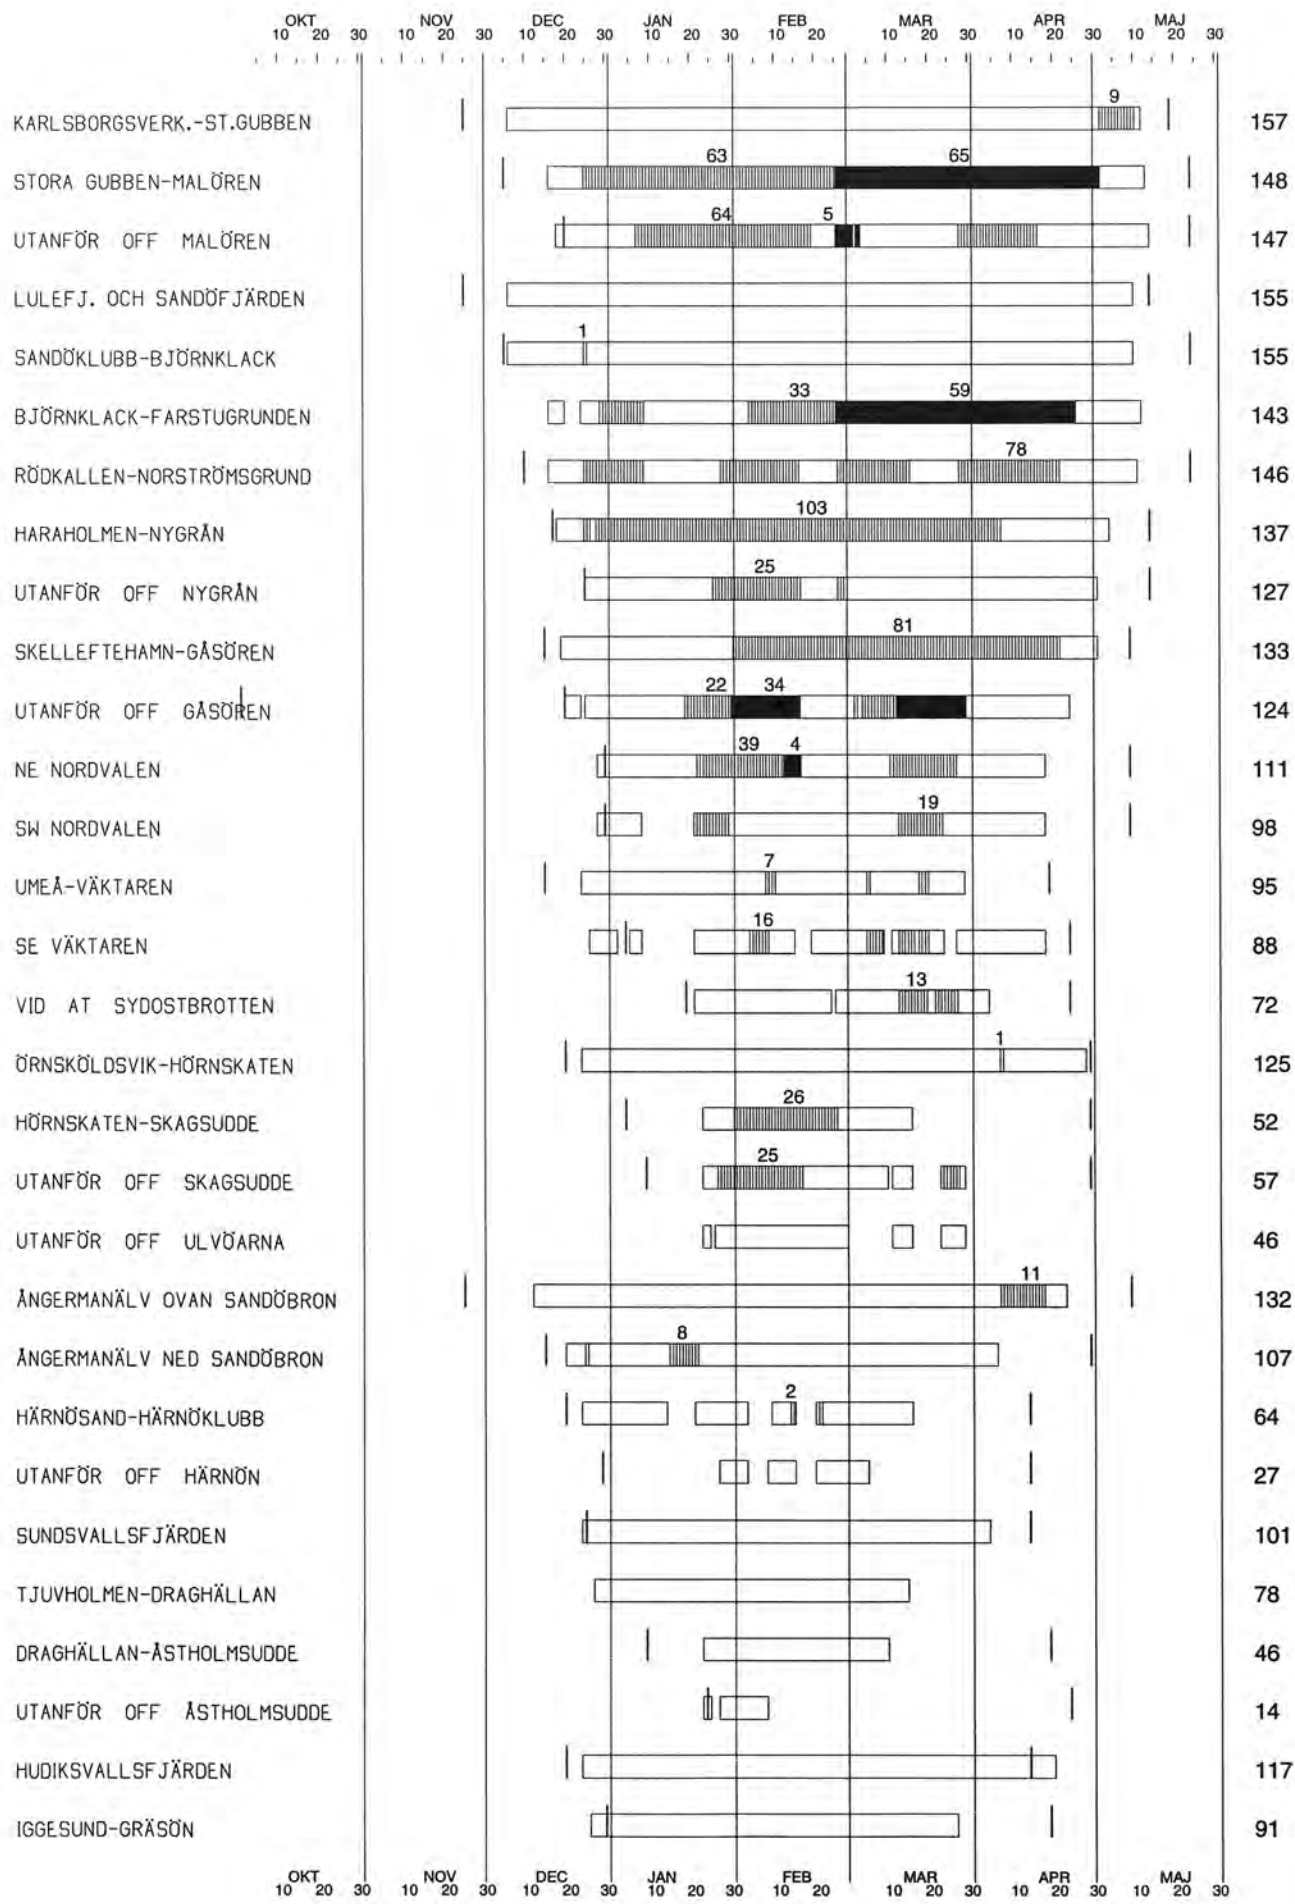 OKT NOV DEC JAN FEB MAR APR MAJ
10 20 30 10 20 30 10 20 30 10 20 30 10 20 10 20 30 10 20 30 10 20 30
9
KARLSBORGSVERK.-ST.GUBBEN 157
63 65
STORA GUBBEN-MALÖREN 148
64 5
UTANFÖR OFF MALÖREN 147
LULEFJ. OCH SANDÖFJÄRDEN 155
1
SANDÖKLUBB-BJÖRNKLACK 155
33 59
BJÖRNKLACK-FARSTUGRUNDEN 143
78
RÖDKALLEN-NORSTRÖMSGRUND 146
103
HARAHOLMEN-NYGRÅN 137
25
UTANFÖR OFF NYGRÅN 127
81
SKELLEFTEHAMN-GÅSÖREN 133
22 34
UTANFÖR OFF GÅSÖREN 124
39 4
NE NORDVALEN 111
19
SW NORDVALEN 98
7
UMEÅ-VÄKTAREN 95
16
SE VÄKTAREN 88
13
VID AT SYDOSTBROTTEN 72
1
ÖRNSKÖLDSVIK-HÖRNSKATEN 125
26
HÖRNSKATEN-SKAGSUDDE 52
25
UTANFÖR OFF SKAGSUDDE 57
UTANFÖR OFF ULVÖARNA 46
11
ÅNGERMANÄLV OVAN SANDÖBRON 132
8
ÅNGERMANÄLV NED SANDÖBRON 107
2
HÄRNÖSAND-HÄRNÖKLUBB 64
UTANFÖR OFF HÄRNÖN 27
SUNDSVALLSFJÄRDEN 101
TJUVHOLMEN-DRAGHÄLLAN 78
DRAGHÄLLAN-ÅSTHOLMSUDDE 46
UTANFÖR OFF ÅSTHOLMSUDDE 14
HUDIKSVALLSFJÄRDEN 117
IGGESUND-GRÄSÖN 91
OKT NOV DEC JAN FEB MAR APR MAJ
10 20 30 10 20 30 10 20 30 10 20 30 10 20 10 20 30 10 20 30 10 20 30